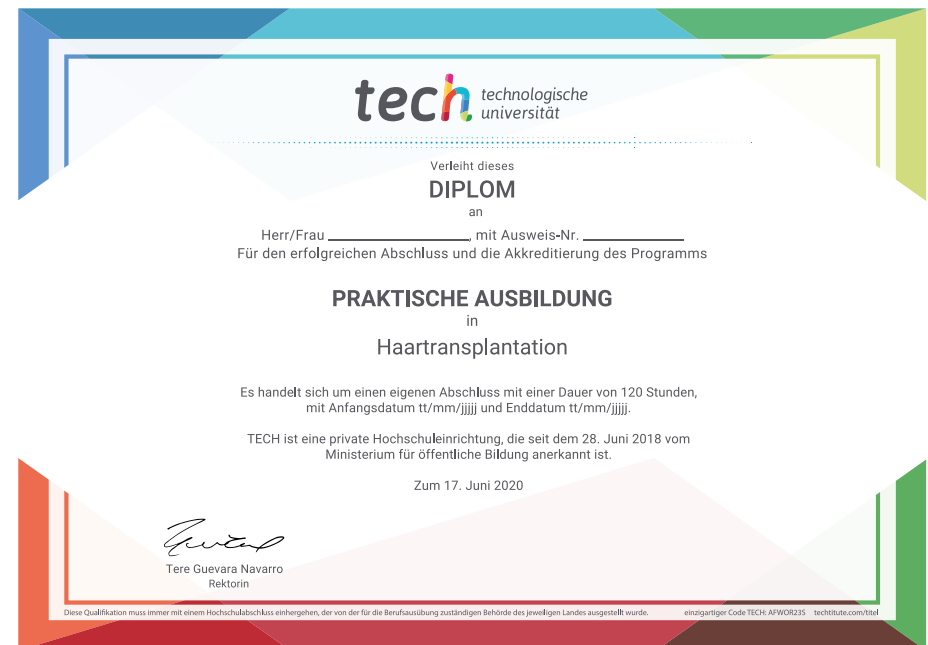 tech technologische
universität
Verleiht dieses
DIPLOM
an
Herr/Frau ____________________, mit Ausweis-Nr. ______________
Für den erfolgreichen Abschluss und die Akkreditierung des Programms
PRAKTISCHE AUSBILDUNG
in
Haartransplantation
Es handelt sich um einen eigenen Abschluss mit einer Dauer von 120 Stunden,
mit Anfangsdatum tt/mm/jjjjj und Enddatum tt/mm/jjjjj.
TECH ist eine private Hochschuleinrichtung, die seit dem 28. Juni 2018 vom
Ministerium für öffentliche Bildung anerkannt ist.
Zum 17. Juni 2020
Tere Guevara Navarro
Rektorin
Diese Qualifikation muss immer mit einem Hochschulabschluss einhergehen, der von der für die Berufsausübung zuständigen Behörde des jeweiligen Landes ausgestellt wurde. einzigartiger Code TECH: AFWOR23S techtitute.com/titel